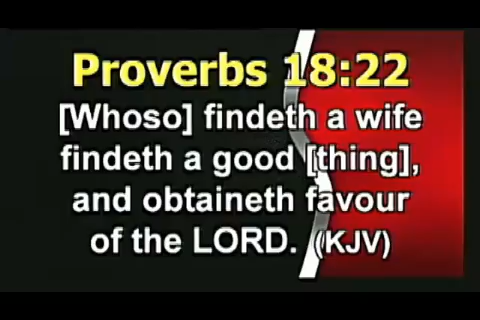 Proverbs 18:22
[Whoso] findeth a wife
findeth a good [thing],
and obtaineth favour
of the LORD. (KJV)